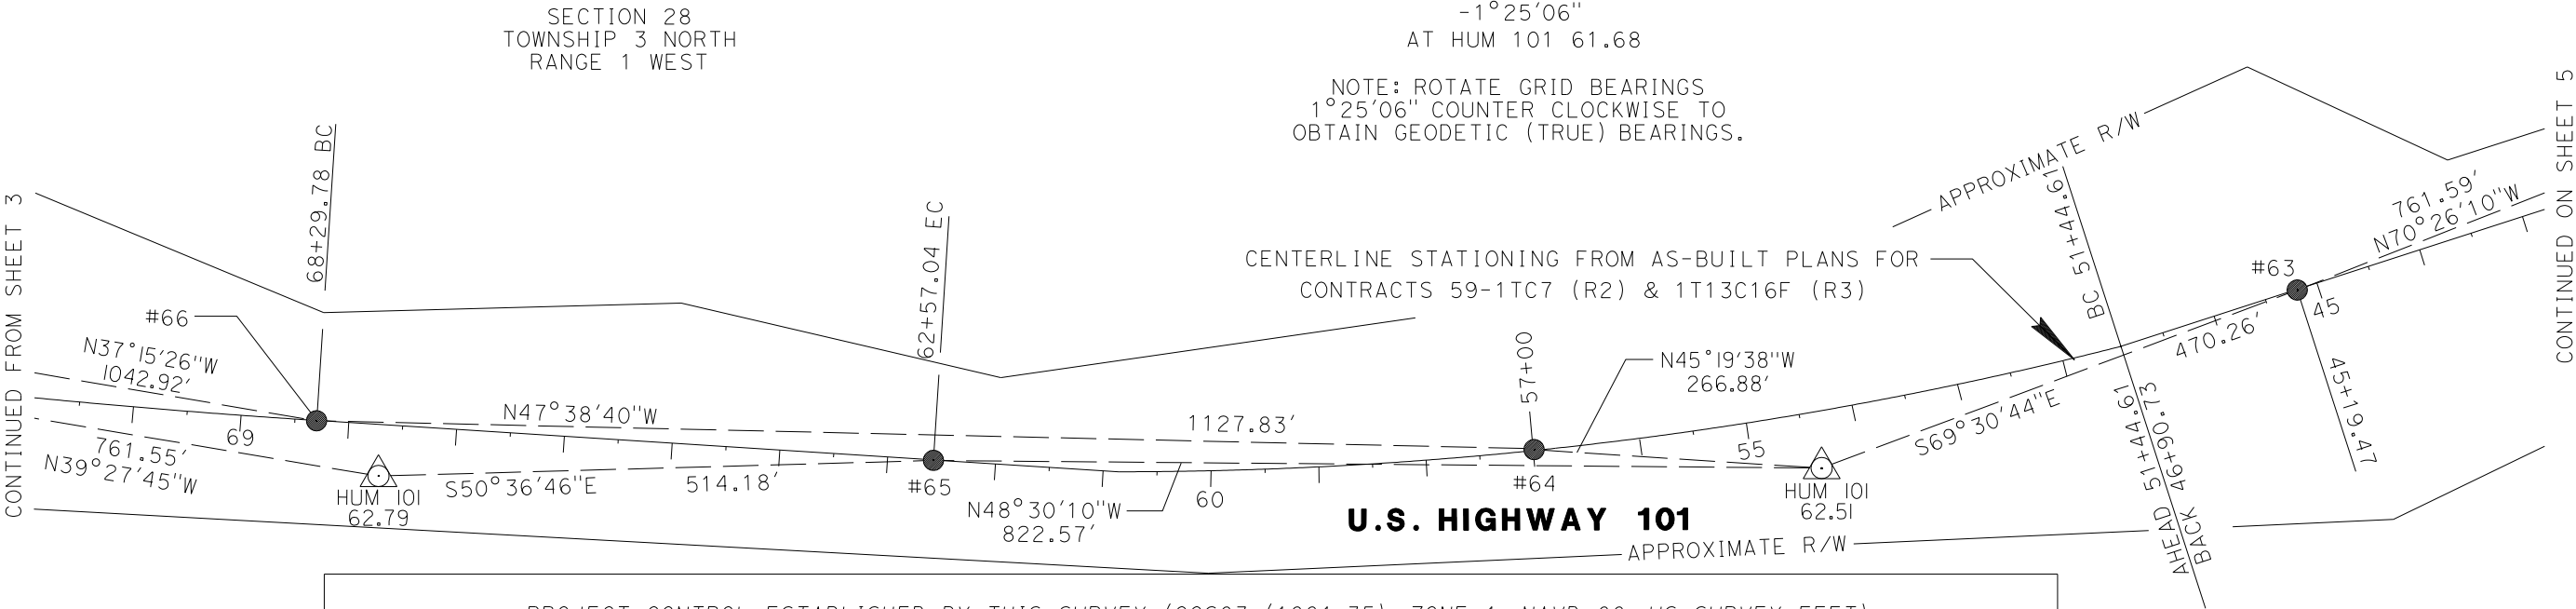 SECTION 28
TOWNSHIP 3 NORTH
RANGE 1 WEST
-1°25'06"
AT HUM 101 61.68
NOTE: ROTATE GRID BEARINGS
1°25'06" COUNTER CLOCKWISE TO
OBTAIN GEODETIC (TRUE) BEARINGS.
CONTINUED FROM SHEET 3
68+29.78 BC
#66
N37°15'26"W
1042.92'
69
761.55'
N39°27'45"W
HUM 101
62.79
N47°38'40"W
S50°36'46"E
514.18'
62+57.04 EC
#65
N48°30'10"W
822.57'
60
1127.83'
CENTERLINE STATIONING FROM AS-BUILT PLANS FOR
CONTRACTS 59-1TC7 (R2) & 1T13C16F (R3)
57+00
#64
N45°19'38"W
266.88'
55
U.S. HIGHWAY 101
HUM 101
62.51
APPROXIMATE R/W
APPROXIMATE R/W
BC 51+44.61
S69°30'44"E
470.26'
AHEAD 51+44.61
BACK 46+90.73
#63
45
45+19.47
761.59'
N70°26'10"W
CONTINUED ON SHEET 5